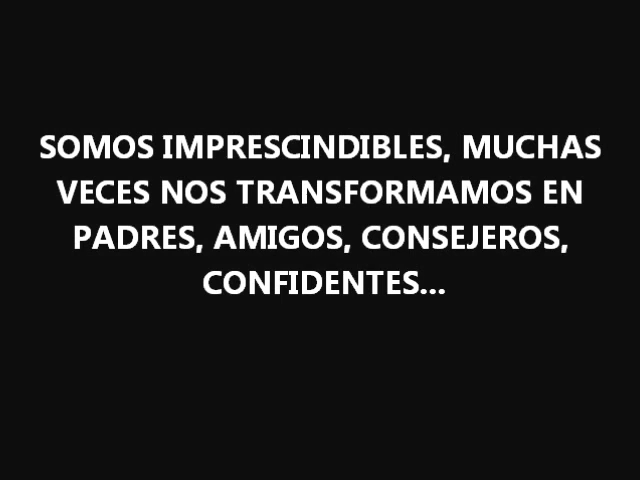 SOMOS IMPRESCINDIBLES, MUCHAS
VECES NOS TRANSFORMAMOS EN
PADRES, AMIGOS, CONSEJEROS,
CONFIDENTES...